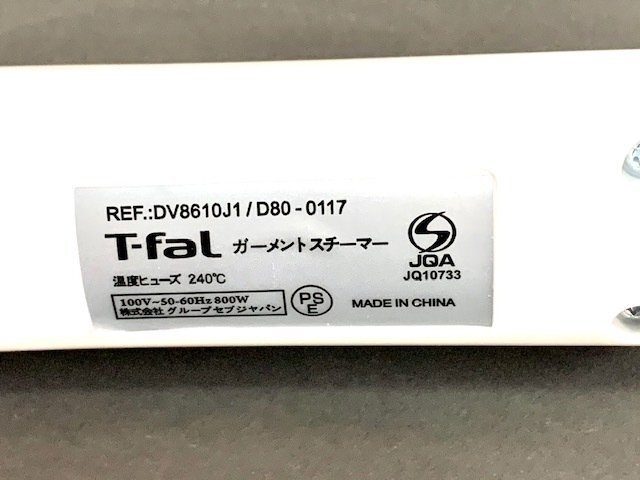 REF.:DV8610J1 / D80 - 0117
T-fal ガーメントスチーマー
JQA
JQ10733
温度ヒューズ 240℃
100V~50-60Hz 800W
株式会社 グループセブジャパン
PS
E
MADE IN CHINA